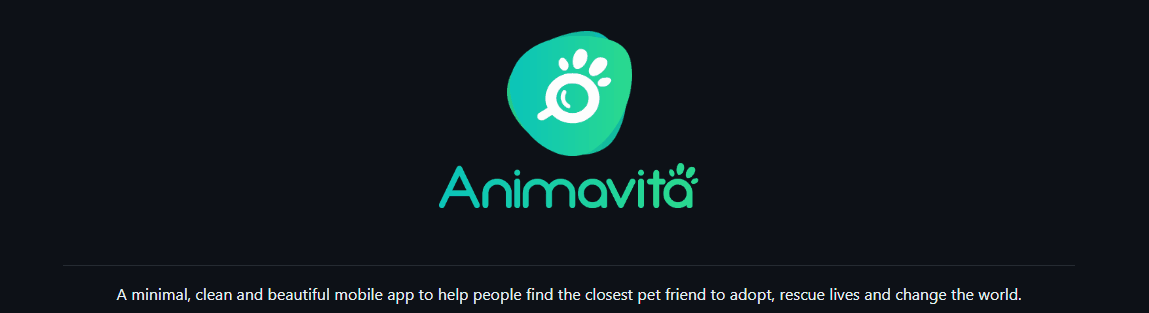 Animavita
A minimal, clean and beautiful mobile app to help people find the closest pet friend to adopt, rescue lives and change the world.